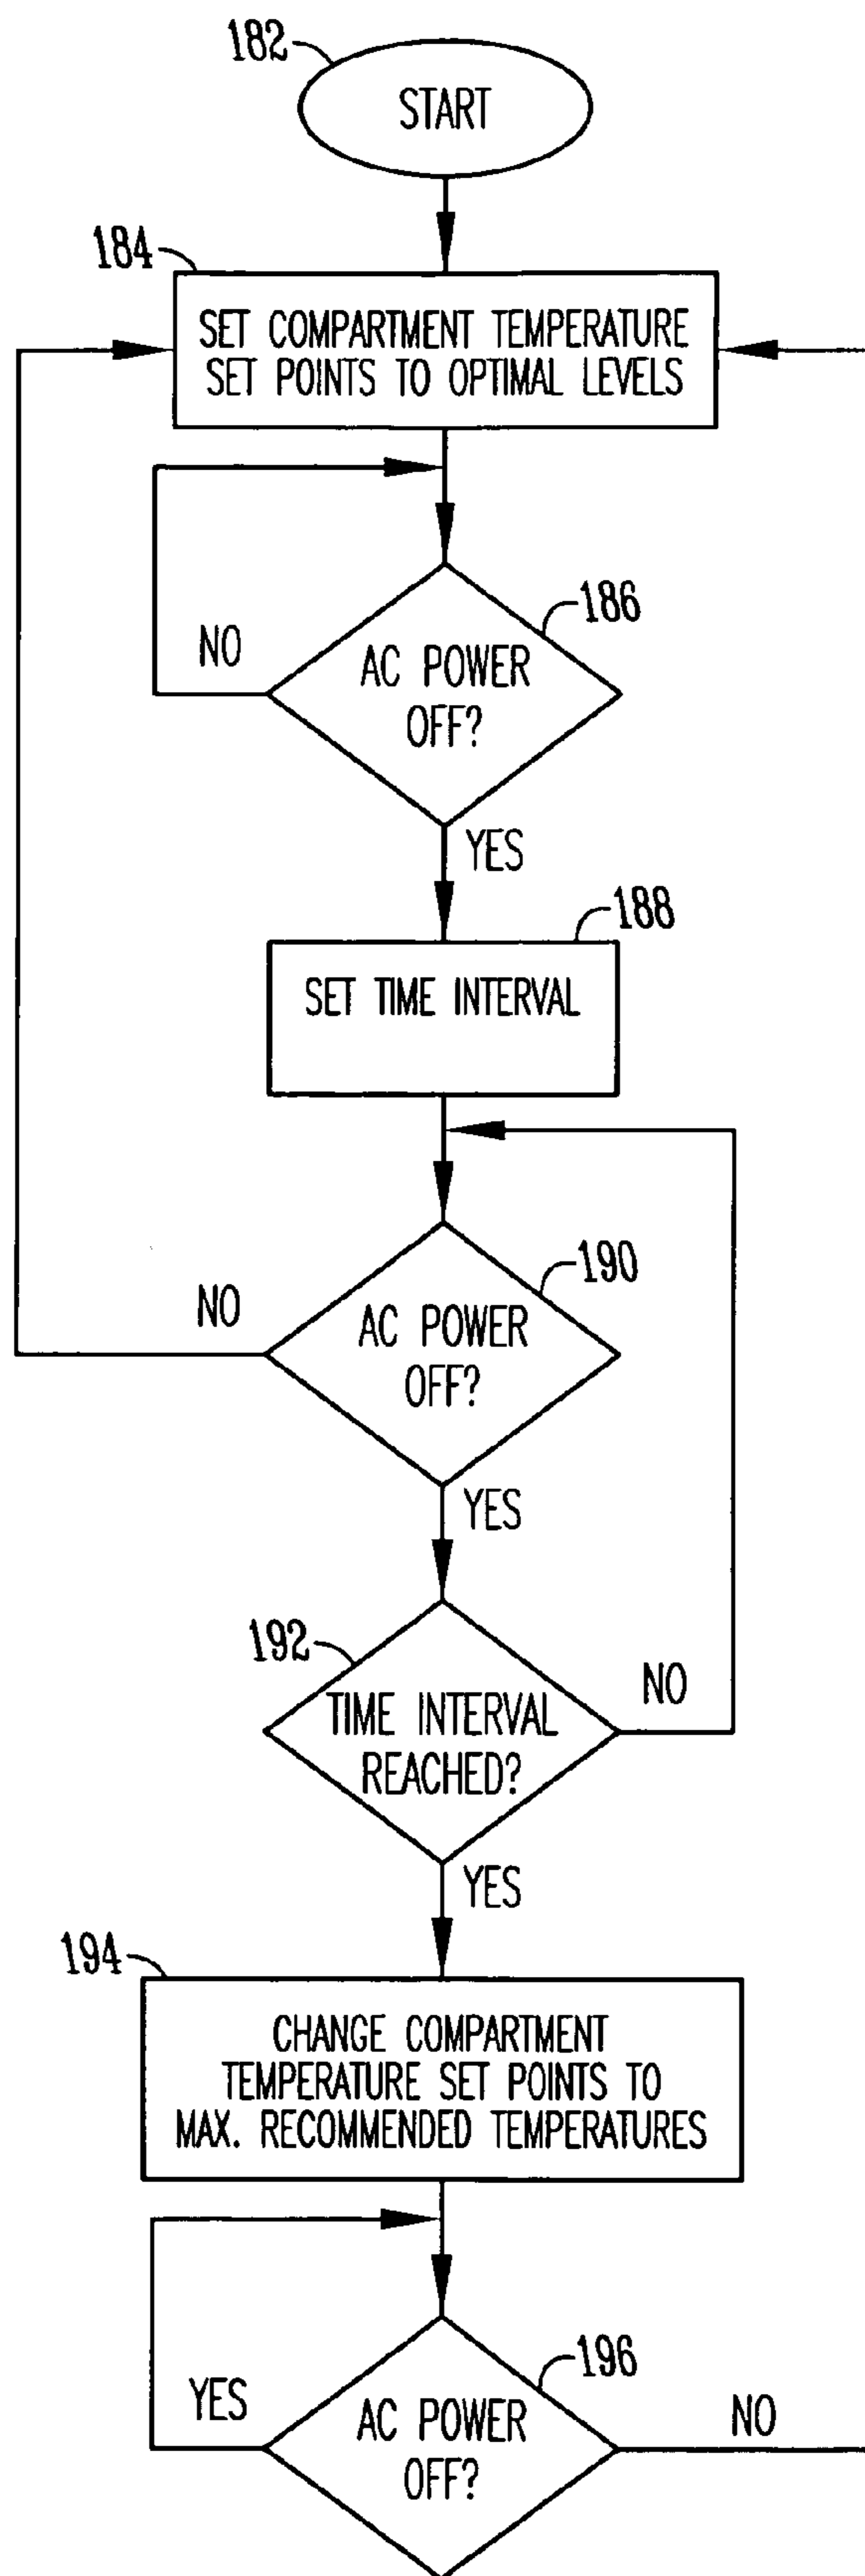 182
START
184
SET COMPARTMENT TEMPERATURE
SET POINTS TO OPTIMAL LEVELS
186
NO
AC POWER
OFF?
YES
188
SET TIME INTERVAL
190
NO
AC POWER
OFF?
YES
192
TIME INTERVAL
REACHED?
NO
YES
194
CHANGE COMPARTMENT
TEMPERATURE SET POINTS TO
MAX. RECOMMENDED TEMPERATURES
196
YES
AC POWER
OFF?
NO